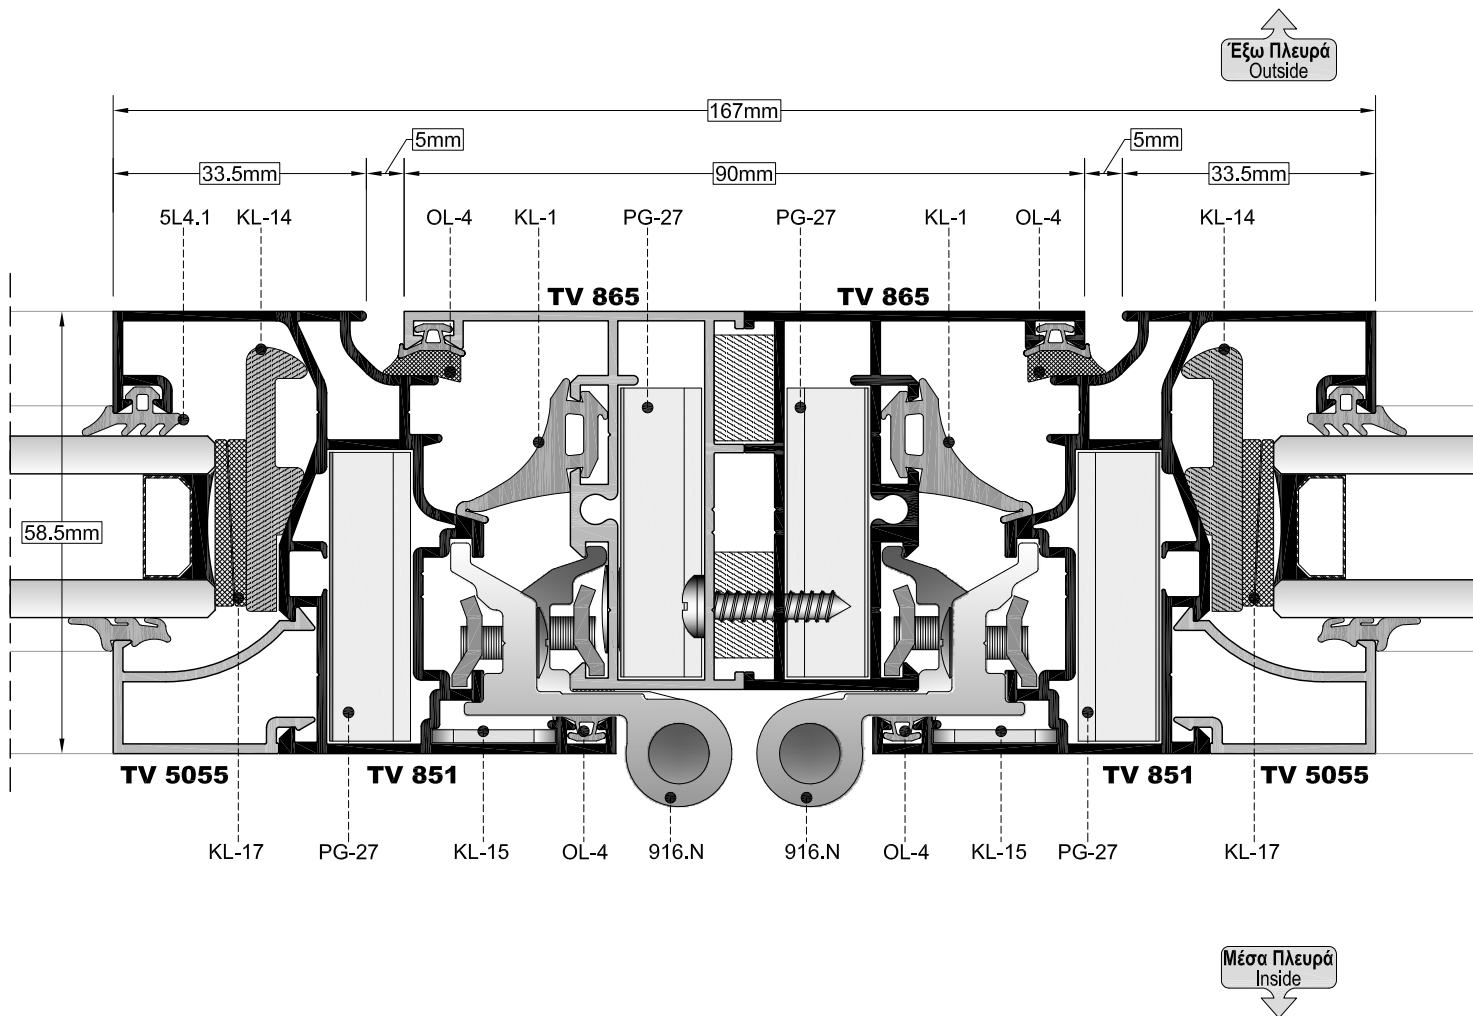 Έξω Πλευρά
Outside
167mm
5mm
5mm
33.5mm
90mm
33.5mm
5L4.1
KL-14
OL-4
KL-1
PG-27
PG-27
KL-1
OL-4
KL-14
TV 865
TV 865
58.5mm
TV 5055
TV 851
TV 851
TV 5055
KL-17
PG-27
KL-15
OL-4
916.N
916.N
OL-4
KL-15
PG-27
KL-17
Μέσα Πλευρά
Inside